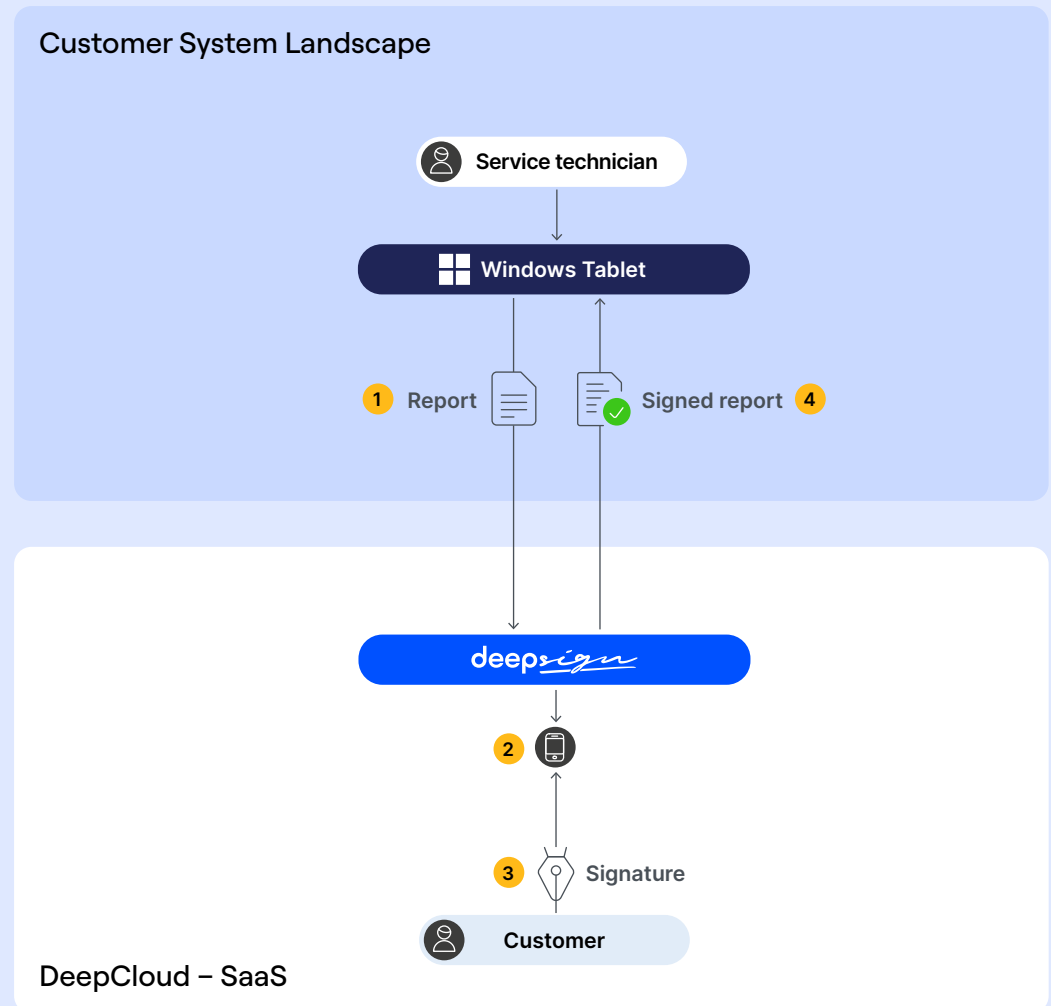 Customer System Landscape
Service technician
Windows Tablet
1 Report
Signed report 4
deepsign
2
3 Signature
Customer
DeepCloud – SaaS